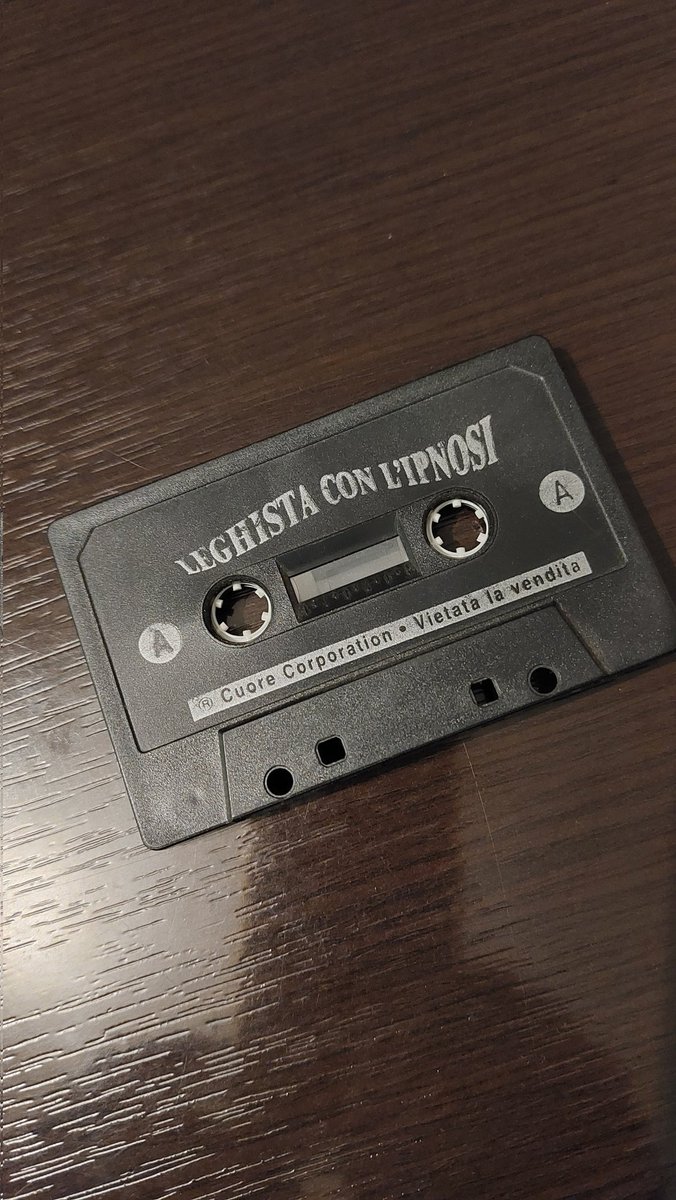 LEGHISTA CON L'IPNOSI
A
A
® Cuore Corporation • Vietata la vendita